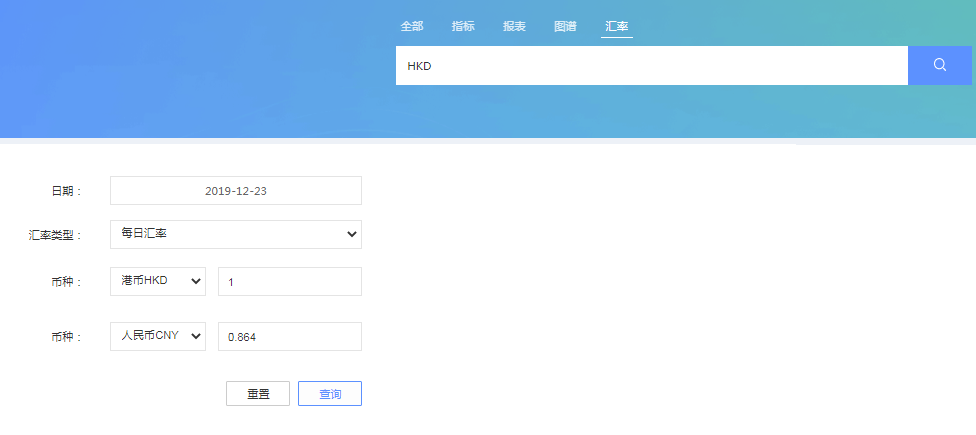 全部 指标 报表 图谱 汇率
HKD
日期： 2019-12-23
汇率类型： 每日汇率
币种： 港币HKD 1
币种： 人民币CNY 0.864
重置 查询